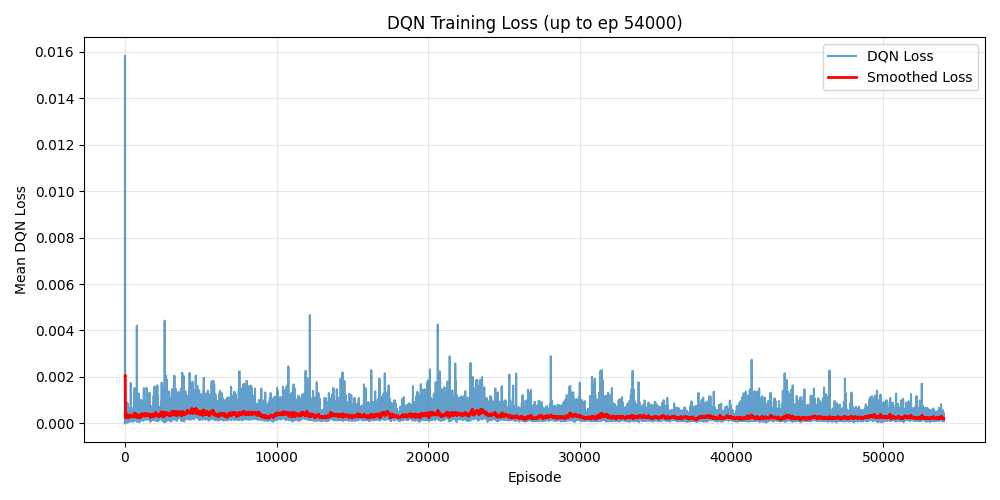 DQN Training Loss (up to ep 54000)
DQN Loss
Smoothed Loss
Mean DQN Loss
0.016
0.014
0.012
0.010
0.008
0.006
0.004
0.002
0.000
0 10000 20000 30000 40000 50000
Episode